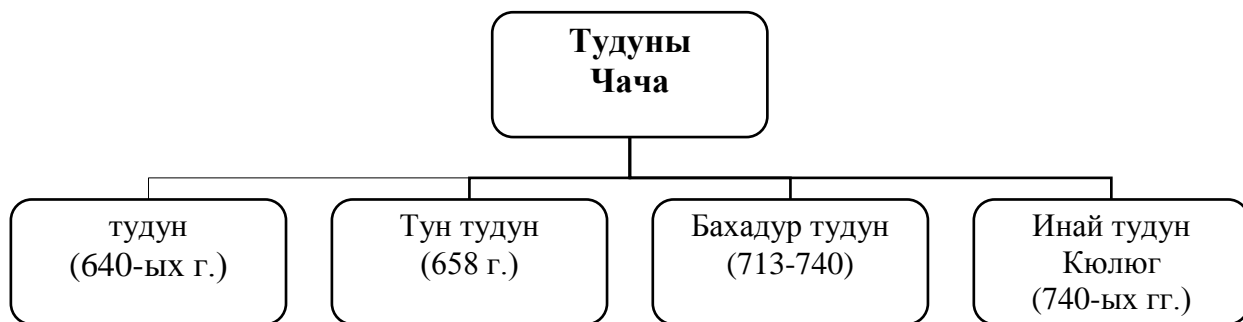 Тудуны
Чача
тудун
(640-ых г.)
Тун тудун
(658 г.)
Бахадур тудун
(713-740)
Инай тудун
Кюлюг
(740-ых гг.)